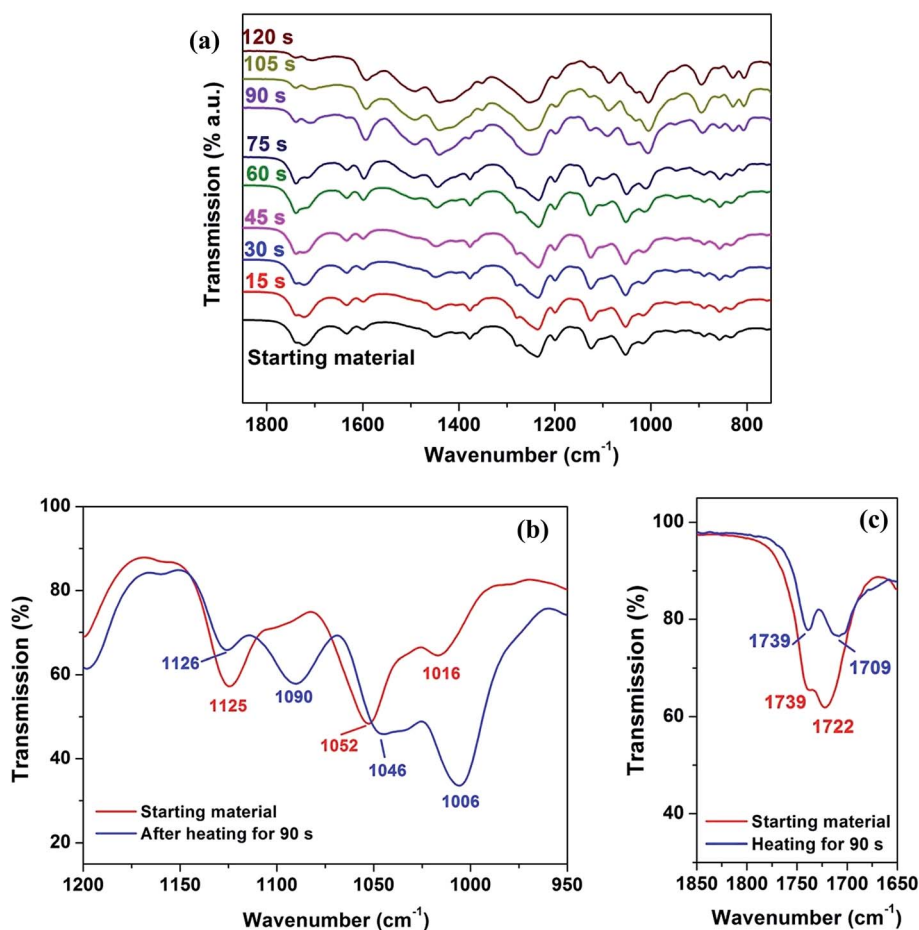 (a)
120 s
105 s
90 s
75 s
60 s
45 s
30 s
15 s
Starting material
Transmission (% a.u.)
1800 1600 1400 1200 1000 800
Wavenumber (cm⁻¹)
(b)
100
80
60
40
20
Transmission (%)
1126
1125
1090
1052
1046
1016
1006
Starting material
After heating for 90 s
1200 1150 1100 1050 1000 950
Wavenumber (cm⁻¹)
(c)
100
80
60
40
Transmission (%)
1739
1709
1739
1722
Starting material
Heating for 90 s
1850 1800 1750 1700 1650
Wavenumber (cm⁻¹)